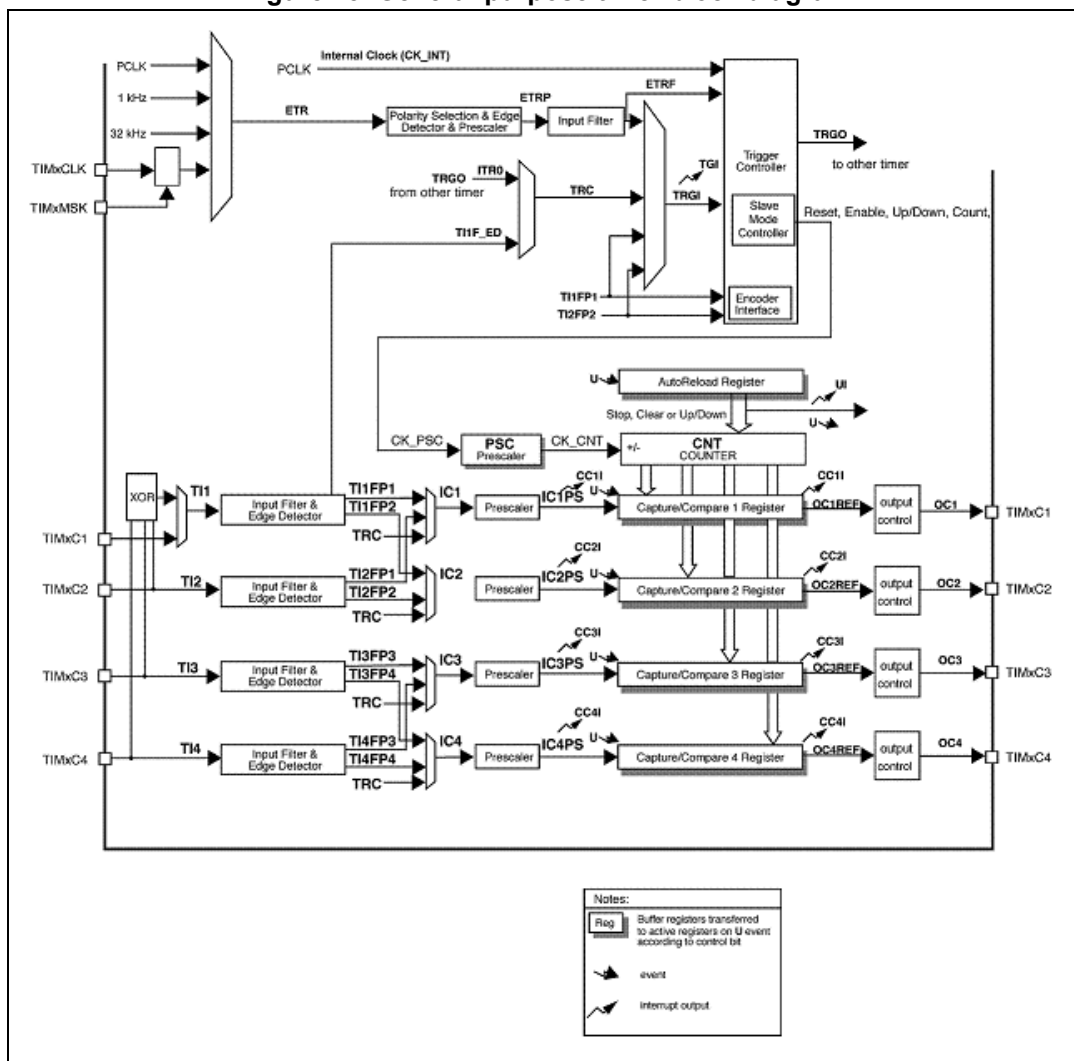 PCLK
1 kHz
32 kHz
TIMxCLK
TIMxMSK
PCLK
Internal Clock (CK_INT)
ETR
Polarity Selection & Edge
Detector & Prescaler
ETRP
Input Filter
ETRF
TRGO
from other timer
ITR0
TI1F_ED
TRC
TGI
TRGI
Trigger
Controller
Slave
Mode
Controller
Encoder
Interface
TRGO
to other timer
Reset, Enable, Up/Down, Count,
TI1FP1
TI2FP2
U
AutoReload Register
Stop, Clear or Up/Down
UI
U
CK_PSC
PSC
Prescaler
CK_CNT
+/-
CNT
COUNTER
XOR
TI1
TIMxC1
Input Filter &
Edge Detector
TI1FP1
TI1FP2
TRC
IC1
Prescaler
CC1I
IC1PS
U
Capture/Compare 1 Register
CC1I
OC1REF
output
control
OC1
TIMxC1
TIMxC2
TI2
Input Filter &
Edge Detector
TI2FP1
TI2FP2
TRC
IC2
Prescaler
CC2I
IC2PS
U
Capture/Compare 2 Register
CC2I
OC2REF
output
control
OC2
TIMxC2
TIMxC3
TI3
Input Filter &
Edge Detector
TI3FP3
TI3FP4
TRC
IC3
Prescaler
CC3I
IC3PS
U
Capture/Compare 3 Register
CC3I
OC3REF
output
control
OC3
TIMxC3
TIMxC4
TI4
Input Filter &
Edge Detector
TI4FP3
TI4FP4
TRC
IC4
Prescaler
CC4I
IC4PS
U
Capture/Compare 4 Register
CC4I
OC4REF
output
control
OC4
TIMxC4
Notes:
Reg
Buffer registers transferred
to active registers on U event
according to control bit
event
interrupt output